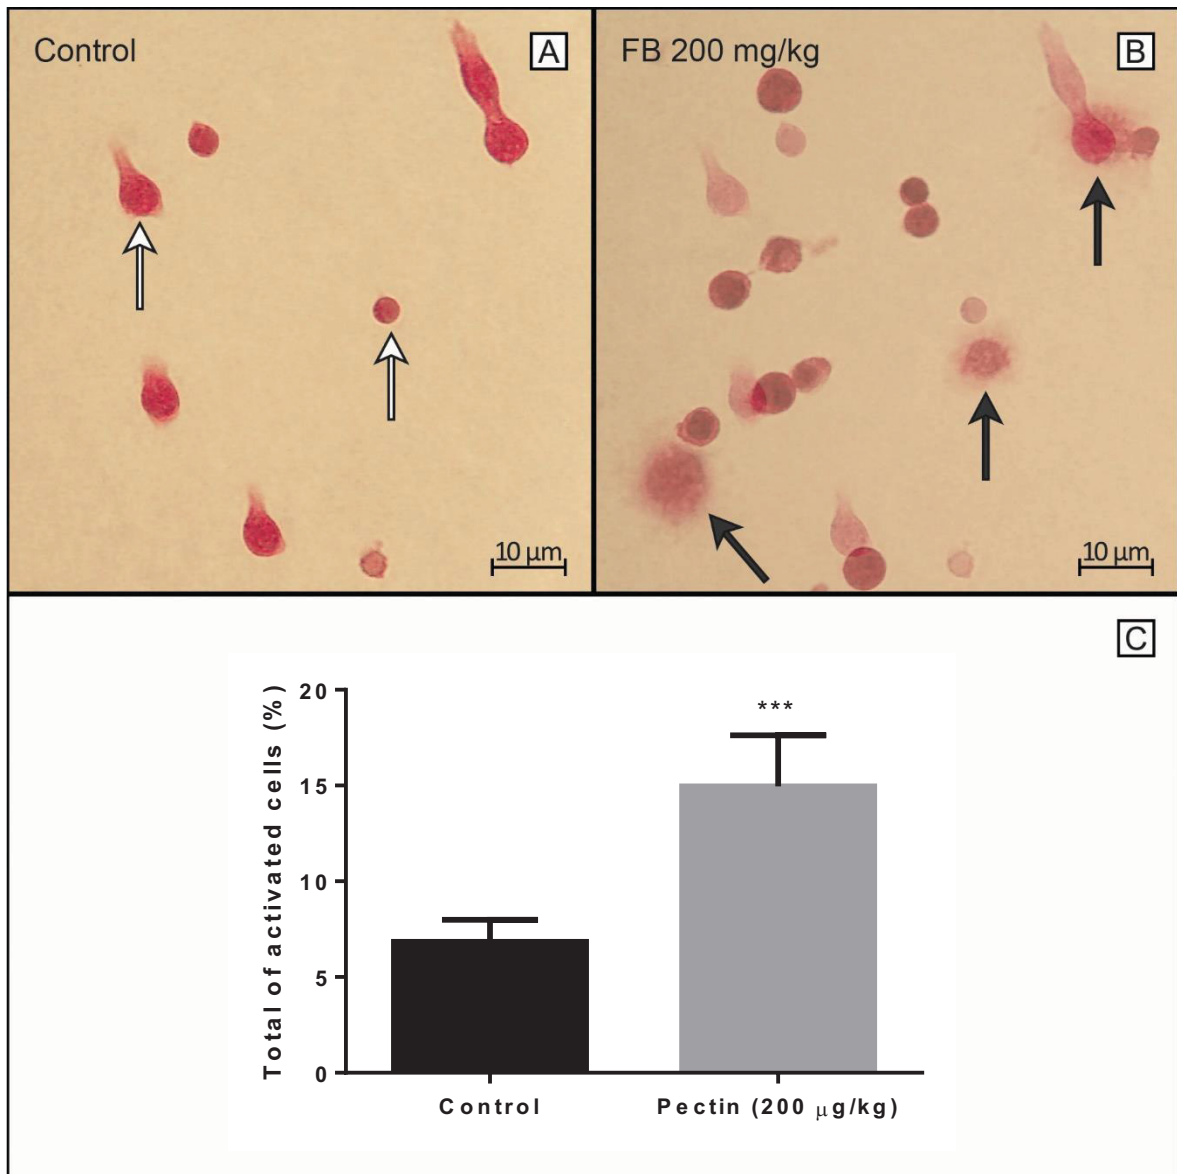 Control
A
FB 200 mg/kg
B
10 µm
10 µm
C
Total of activated cells (%)
20
15
10
5
0
***
Control
Pectin (200 µg/kg)